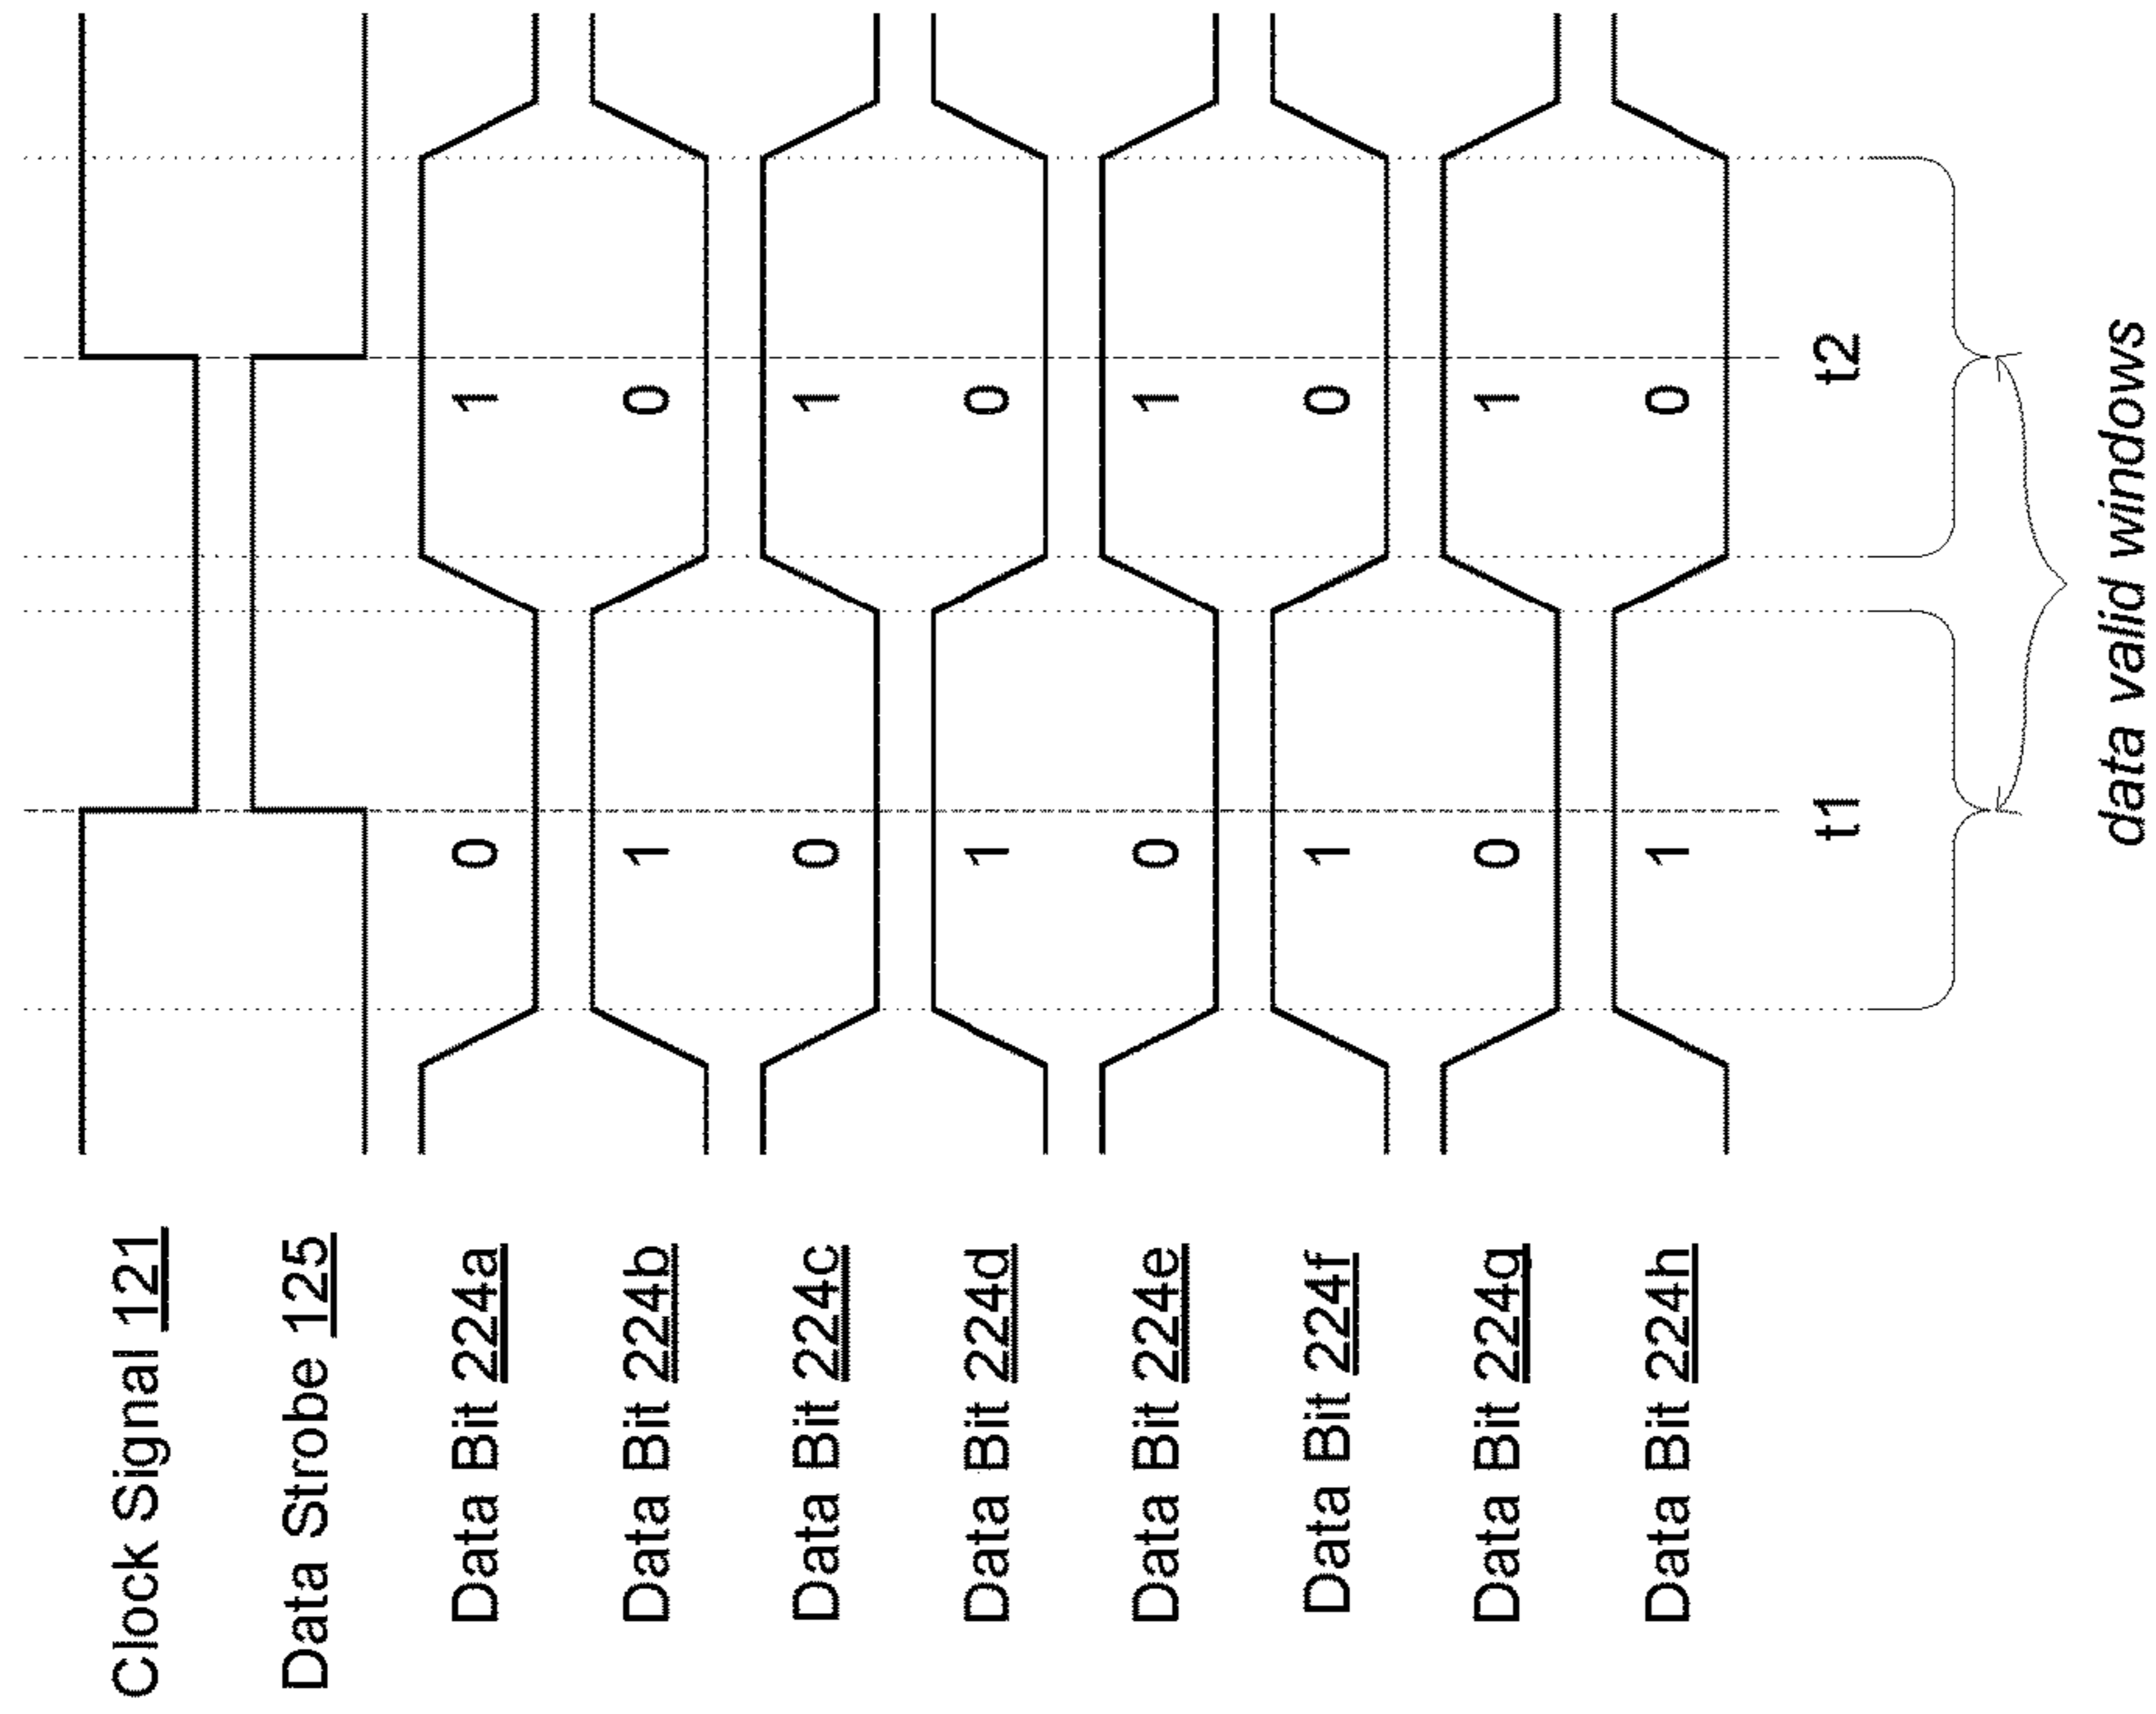 Clock Signal 121
Data Strobe 125
Data Bit 224a 0 1
Data Bit 224b 1 0
Data Bit 224c 0 1
Data Bit 224d 1 0
Data Bit 224e 0 1
Data Bit 224f 1 0
Data Bit 224g 0 1
Data Bit 224h 1 0
t1 t2
data valid windows